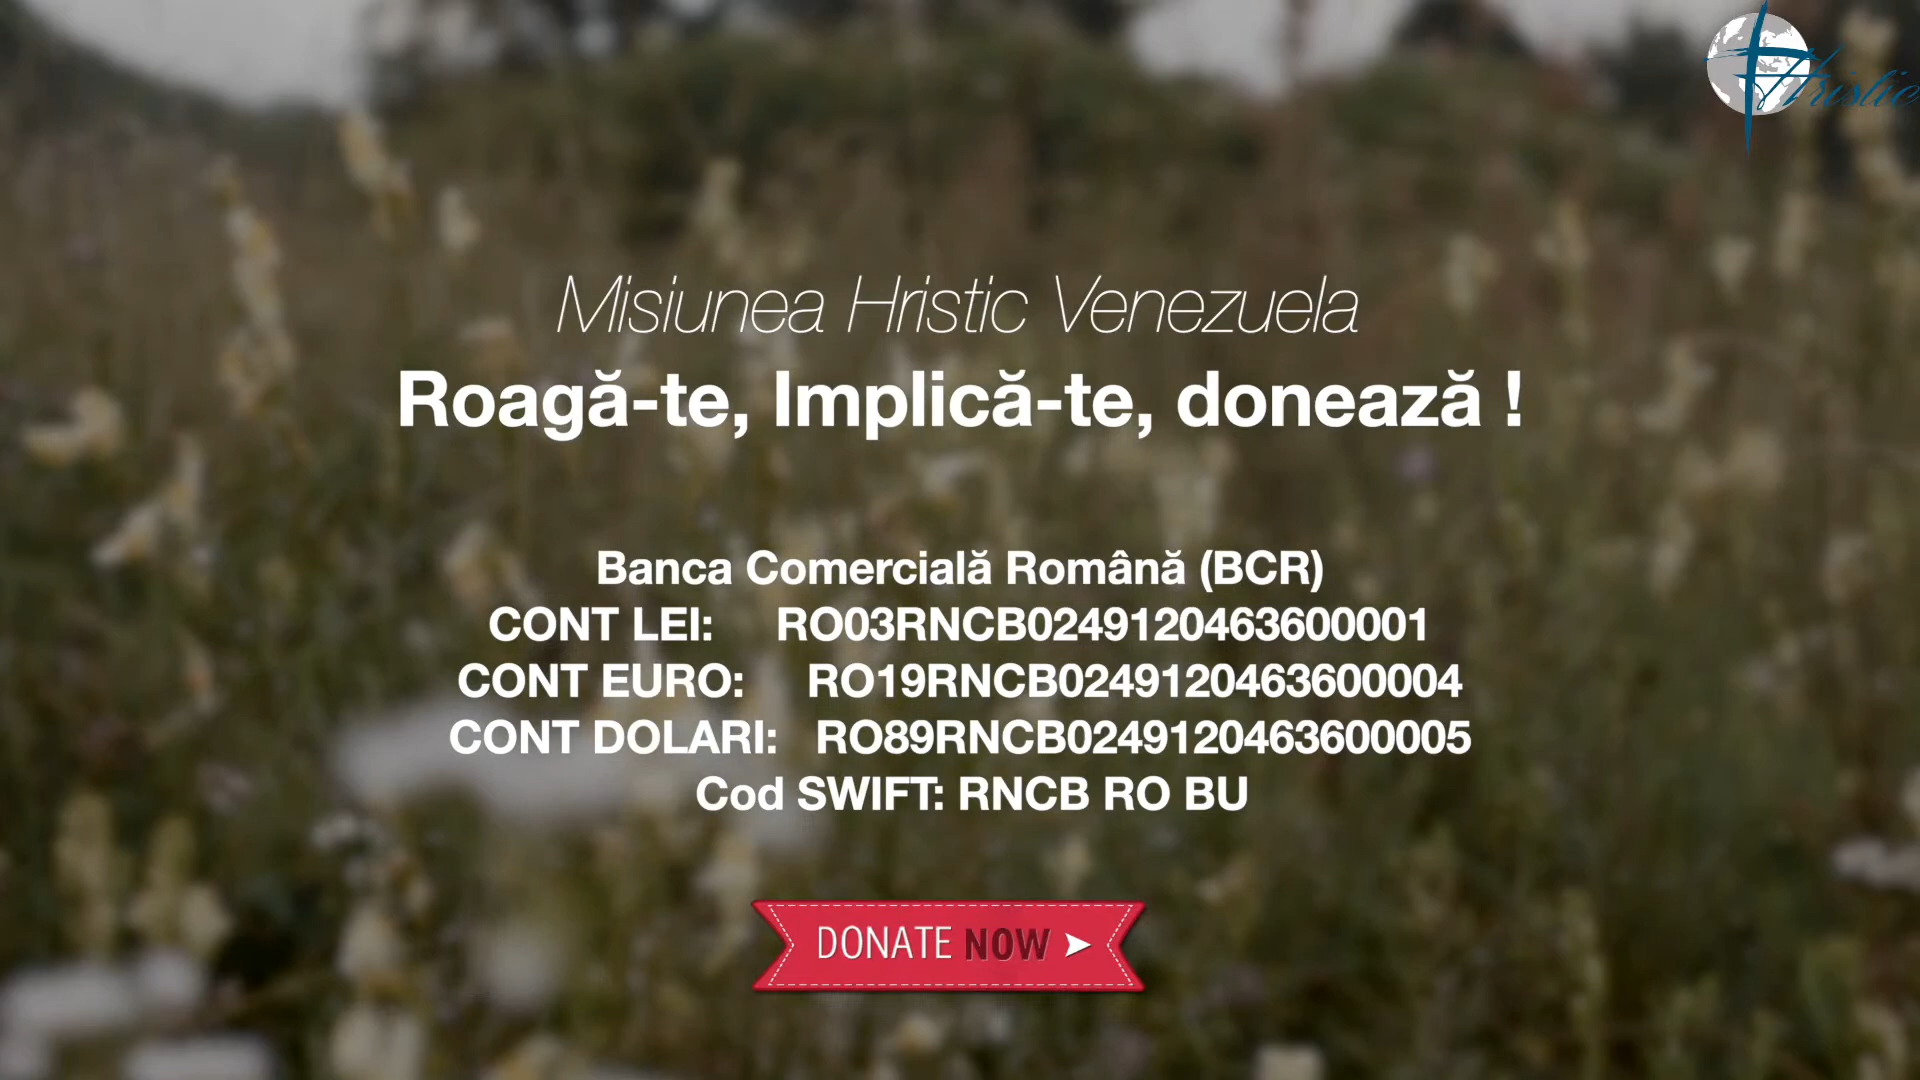 Hristic
Misiunea Hristic Venezuela
Roagă-te, Implică-te, donează !
Banca Comercială Română (BCR)
CONT LEI: RO03RNCB0249120463600001
CONT EURO: RO19RNCB0249120463600004
CONT DOLARI: RO89RNCB0249120463600005
Cod SWIFT: RNCB RO BU
DONATE NOW